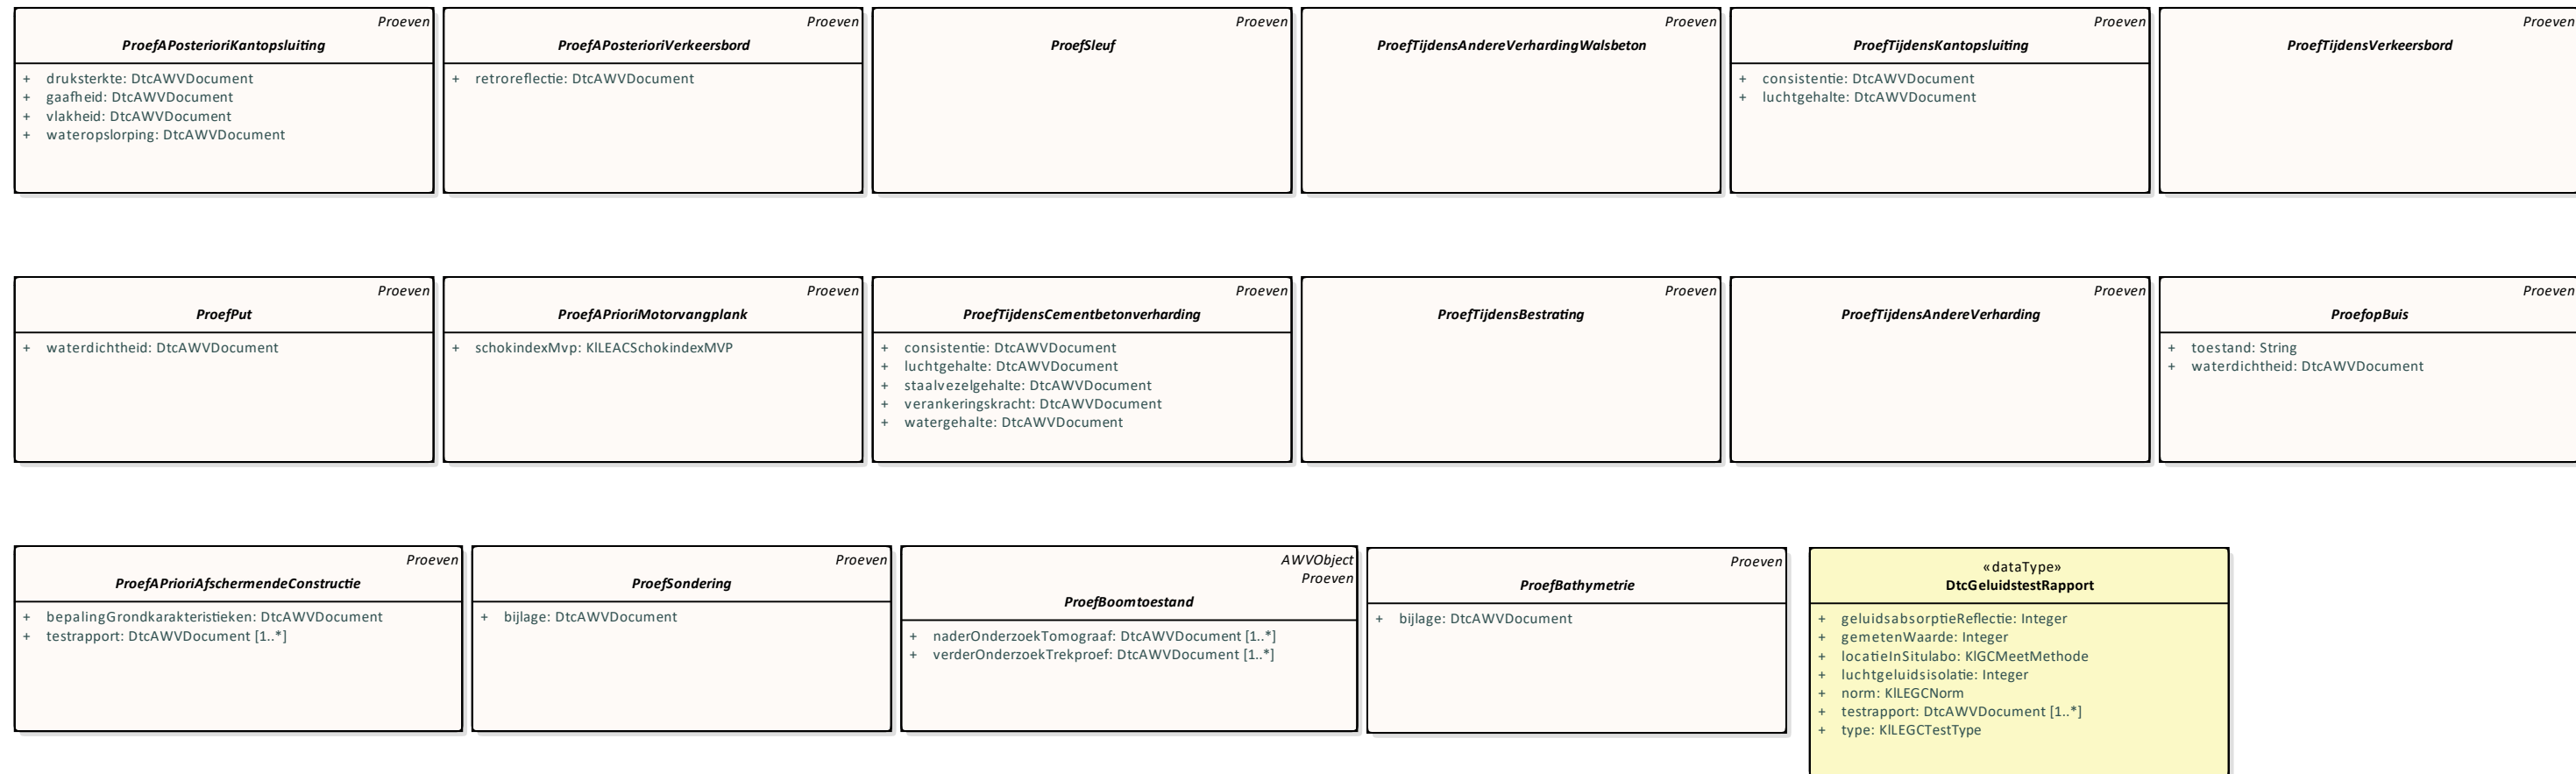 Proeven
ProefAPosterioriKantopsluiting
+ druksterkte: DtcAWVDocument
+ gaafheid: DtcAWVDocument
+ vlakheid: DtcAWVDocument
+ wateropslorping: DtcAWVDocument
Proeven
ProefAPosterioriVerkeersbord
+ retroreflectie: DtcAWVDocument
Proeven
ProefSleuf
Proeven
ProefTijdensAndereVerhardingWalsbeton
Proeven
ProefTijdensKantopsluiting
+ consistentie: DtcAWVDocument
+ luchtgehalte: DtcAWVDocument
Proeven
ProefTijdensVerkeersbord
Proeven
ProefPut
+ waterdichtheid: DtcAWVDocument
Proeven
ProefAPrioriMotorvangplank
+ schokindexMvp: KlLEACSchokindexMVP
Proeven
ProefTijdensCementbetonverharding
+ consistentie: DtcAWVDocument
+ luchtgehalte: DtcAWVDocument
+ staalvezelgehalte: DtcAWVDocument
+ verankeringskracht: DtcAWVDocument
+ watergehalte: DtcAWVDocument
Proeven
ProefTijdensBestrating
Proeven
ProefTijdensAndereVerharding
Proeven
ProefopBuis
+ toestand: String
+ waterdichtheid: DtcAWVDocument
Proeven
ProefAPrioriAfschermendeConstructie
+ bepalingGrondkarakteristieken: DtcAWVDocument
+ testrapport: DtcAWVDocument [1..*]
Proeven
ProefSondering
+ bijlage: DtcAWVDocument
AWVObject
Proeven
ProefBoomtoestand
+ naderOnderzoekTomograaf: DtcAWVDocument [1..*]
+ verderOnderzoekTrekproef: DtcAWVDocument [1..*]
Proeven
ProefBathymetrie
+ bijlage: DtcAWVDocument
«dataType»
DtcGeluidstestRapport
+ geluidsabsorptieReflectie: Integer
+ gemetenWaarde: Integer
+ locatieInSitulabo: KlGCMeetMethode
+ luchtgeluidsisolatie: Integer
+ norm: KlLEGCNorm
+ testrapport: DtcAWVDocument [1..*]
+ type: KlLEGCTestType